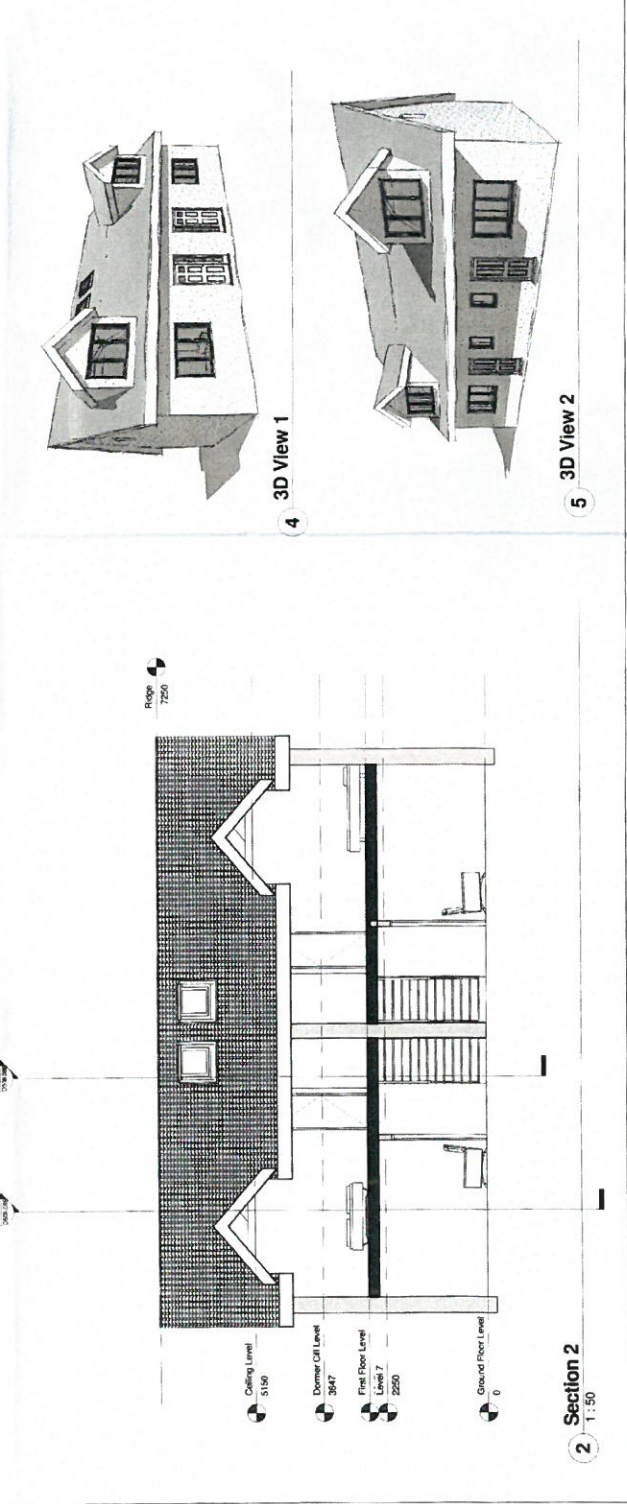 4
3D View 1
5
3D View 2
Ridge
7250
Ceiling Level
5150
Dormer Cill Level
3647
First Floor Level
Level 7
2250
Ground Floor Level
0
2
Section 2
1 : 50